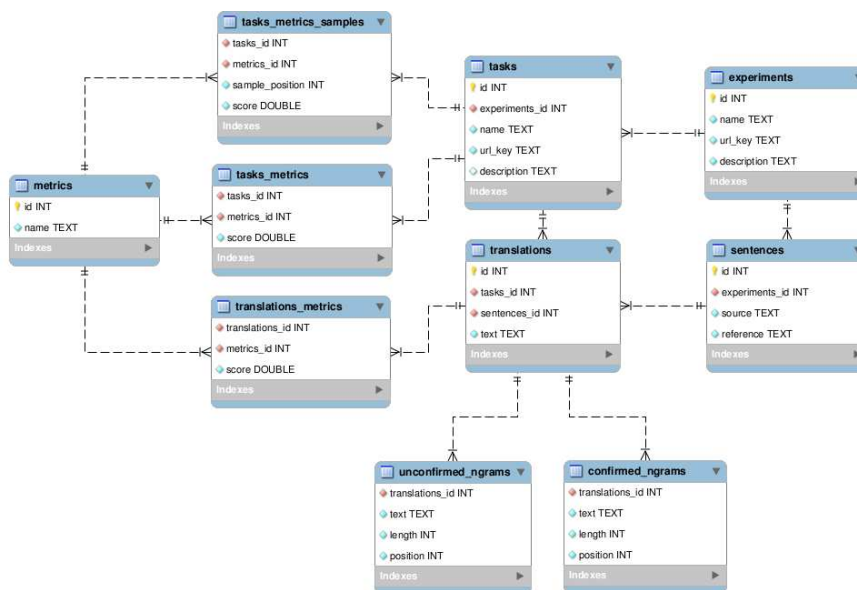 tasks_metrics_samples
tasks_id INT
metrics_id INT
sample_position INT
score DOUBLE
Indexes
tasks
id INT
experiments_id INT
name TEXT
url_key TEXT
description TEXT
Indexes
experiments
id INT
name TEXT
url_key TEXT
description TEXT
Indexes
metrics
id INT
name TEXT
Indexes
tasks_metrics
tasks_id INT
metrics_id INT
score DOUBLE
Indexes
translations
id INT
tasks_id INT
sentences_id INT
text TEXT
Indexes
sentences
id INT
experiments_id INT
source TEXT
reference TEXT
Indexes
translations_metrics
translations_id INT
metrics_id INT
score DOUBLE
Indexes
unconfirmed_ngrams
translations_id INT
text TEXT
length INT
position INT
Indexes
confirmed_ngrams
translations_id INT
text TEXT
length INT
position INT
Indexes